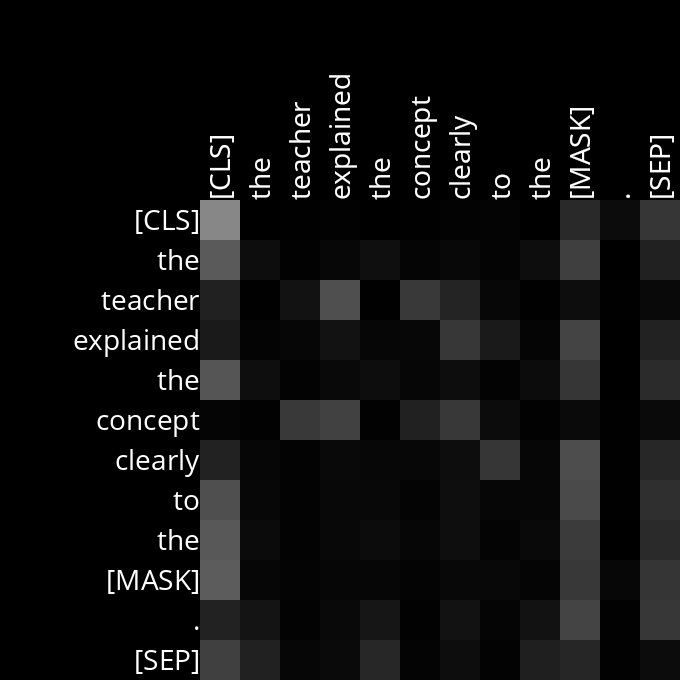 [CLS] the teacher explained the concept clearly to the [MASK] . [SEP]
[CLS]
the
teacher
explained
the
concept
clearly
to
the
[MASK]
.
[SEP]